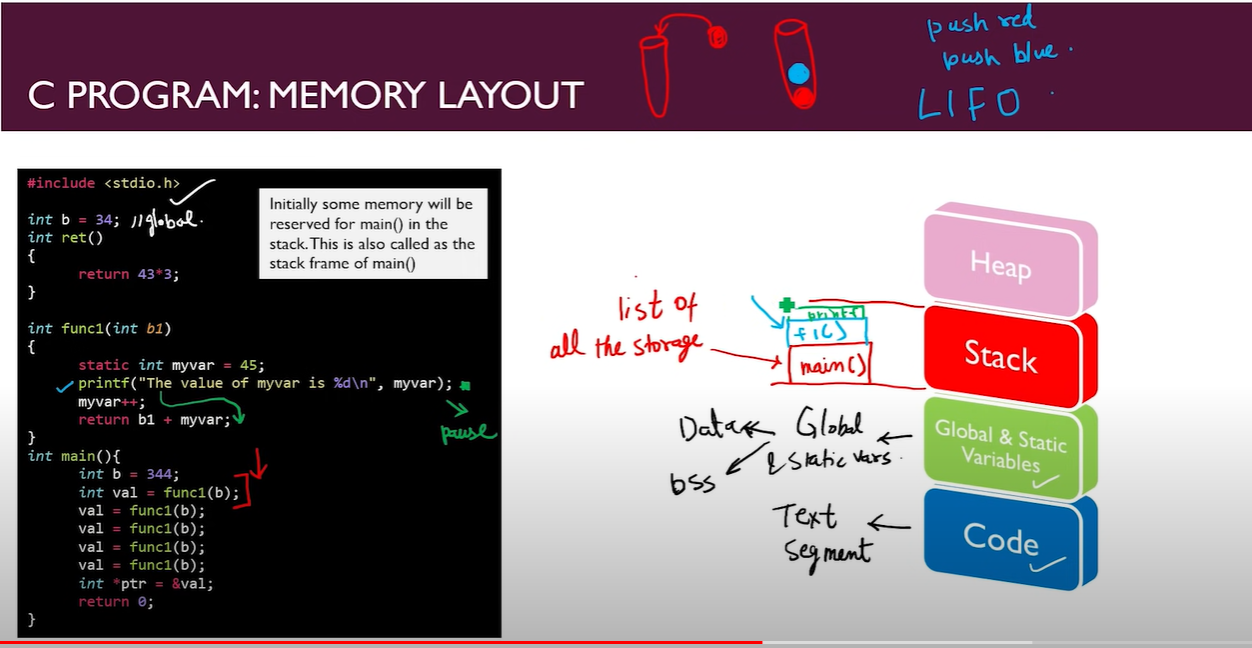 push red
push blue.
LIFO
C PROGRAM: MEMORY LAYOUT
#include <stdio.h>
int b = 34; //global.
int ret()
{
return 43*3;
}
int func1(int b1)
{
static int myvar = 45;
printf("The value of myvar is %d\n", myvar);
myvar++;
return b1 + myvar;
}
int main(){
int b = 344;
int val = func1(b);
val = func1(b);
val = func1(b);
val = func1(b);
val = func1(b);
int *ptr = &val;
return 0;
}
pause
Initially some memory will be
reserved for main() in the
stack. This is also called as the
stack frame of main()
list of
all the storage
printf
f1()
main()
Data
Global
& static vars.
bss
Text
segment
Heap
Stack
Global & Static
Variables
Code